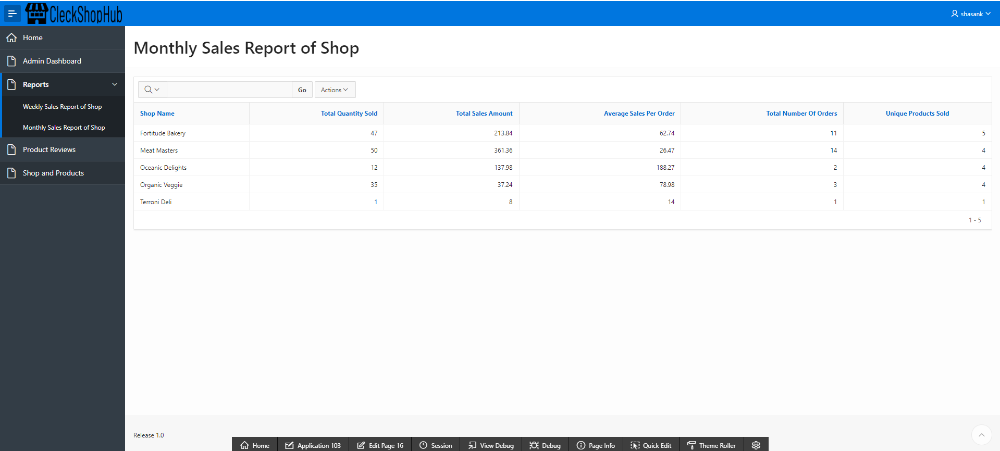 CleckShopHub
shasank
Home
Admin Dashboard
Reports
Weekly Sales Report of Shop
Monthly Sales Report of Shop
Product Reviews
Shop and Products
Monthly Sales Report of Shop
Go Actions
Shop Name Total Quantity Sold Total Sales Amount Average Sales Per Order Total Number Of Orders Unique Products Sold
Fortitude Bakery 47 213.84 62.74 11 5
Meat Masters 50 361.36 26.47 14 4
Oceanic Delights 12 137.98 188.27 2 4
Organic Veggie 35 37.24 78.98 3 4
Terroni Deli 1 8 14 1 1
1 - 5
Release 1.0
Home Application 103 Edit Page 16 Session View Debug Debug Page Info Quick Edit Theme Roller